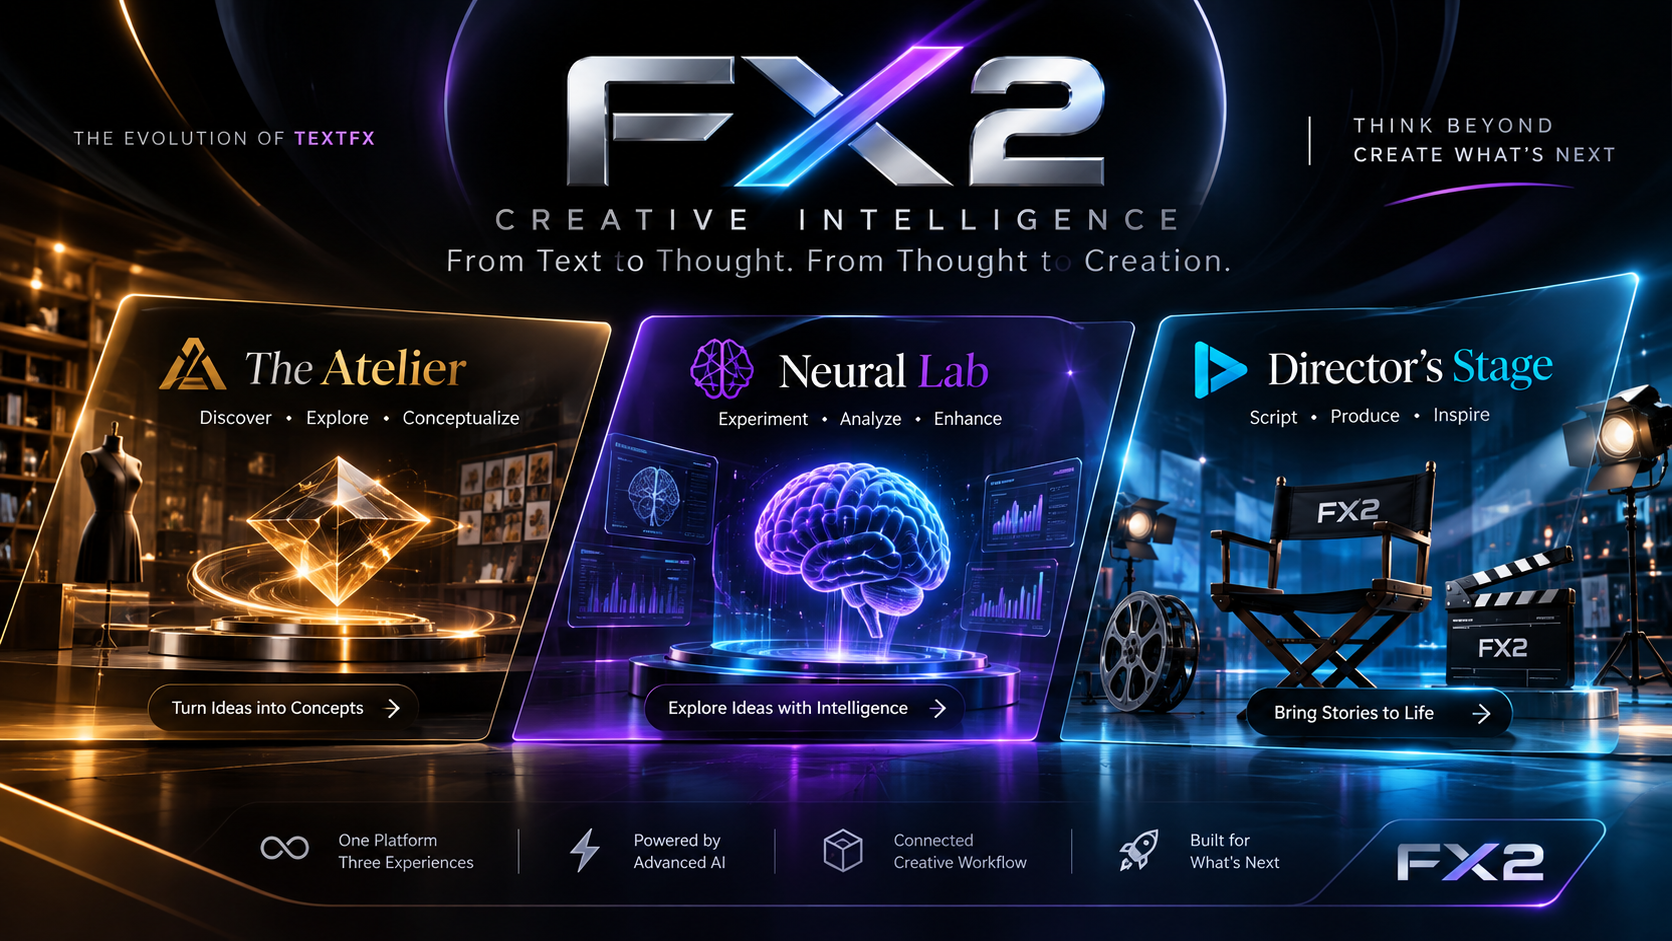 FX2
THE EVOLUTION OF TEXTFX
THINK BEYOND
CREATE WHAT'S NEXT
CREATIVE INTELLIGENCE
From Text to Thought. From Thought to Creation.
The Atelier
Discover • Explore • Conceptualize
Turn Ideas into Concepts →
Neural Lab
Experiment • Analyze • Enhance
Explore Ideas with Intelligence →
Director's Stage
Script • Produce • Inspire
FX2
FX2
Bring Stories to Life →
One Platform
Three Experiences
Powered by
Advanced AI
Connected
Creative Workflow
Built for
What's Next
FX2